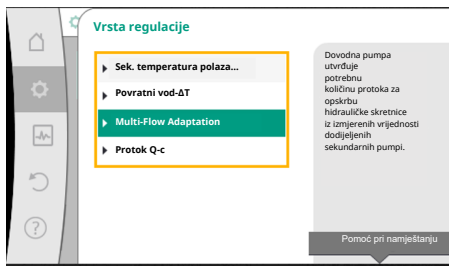 Vrsta regulacije
Sek. temperatura polaza...
Povratni vod-ΔT
Multi-Flow Adaptation
Protok Q-c
Dovodna pumpa
utvrđuje
potrebnu
količinu protoka za
opskrbu
hidrauličke skretnice
iz izmjerenih vrijednosti
dodijeljenih
sekundarnih pumpi.
Pomoć pri namještanju